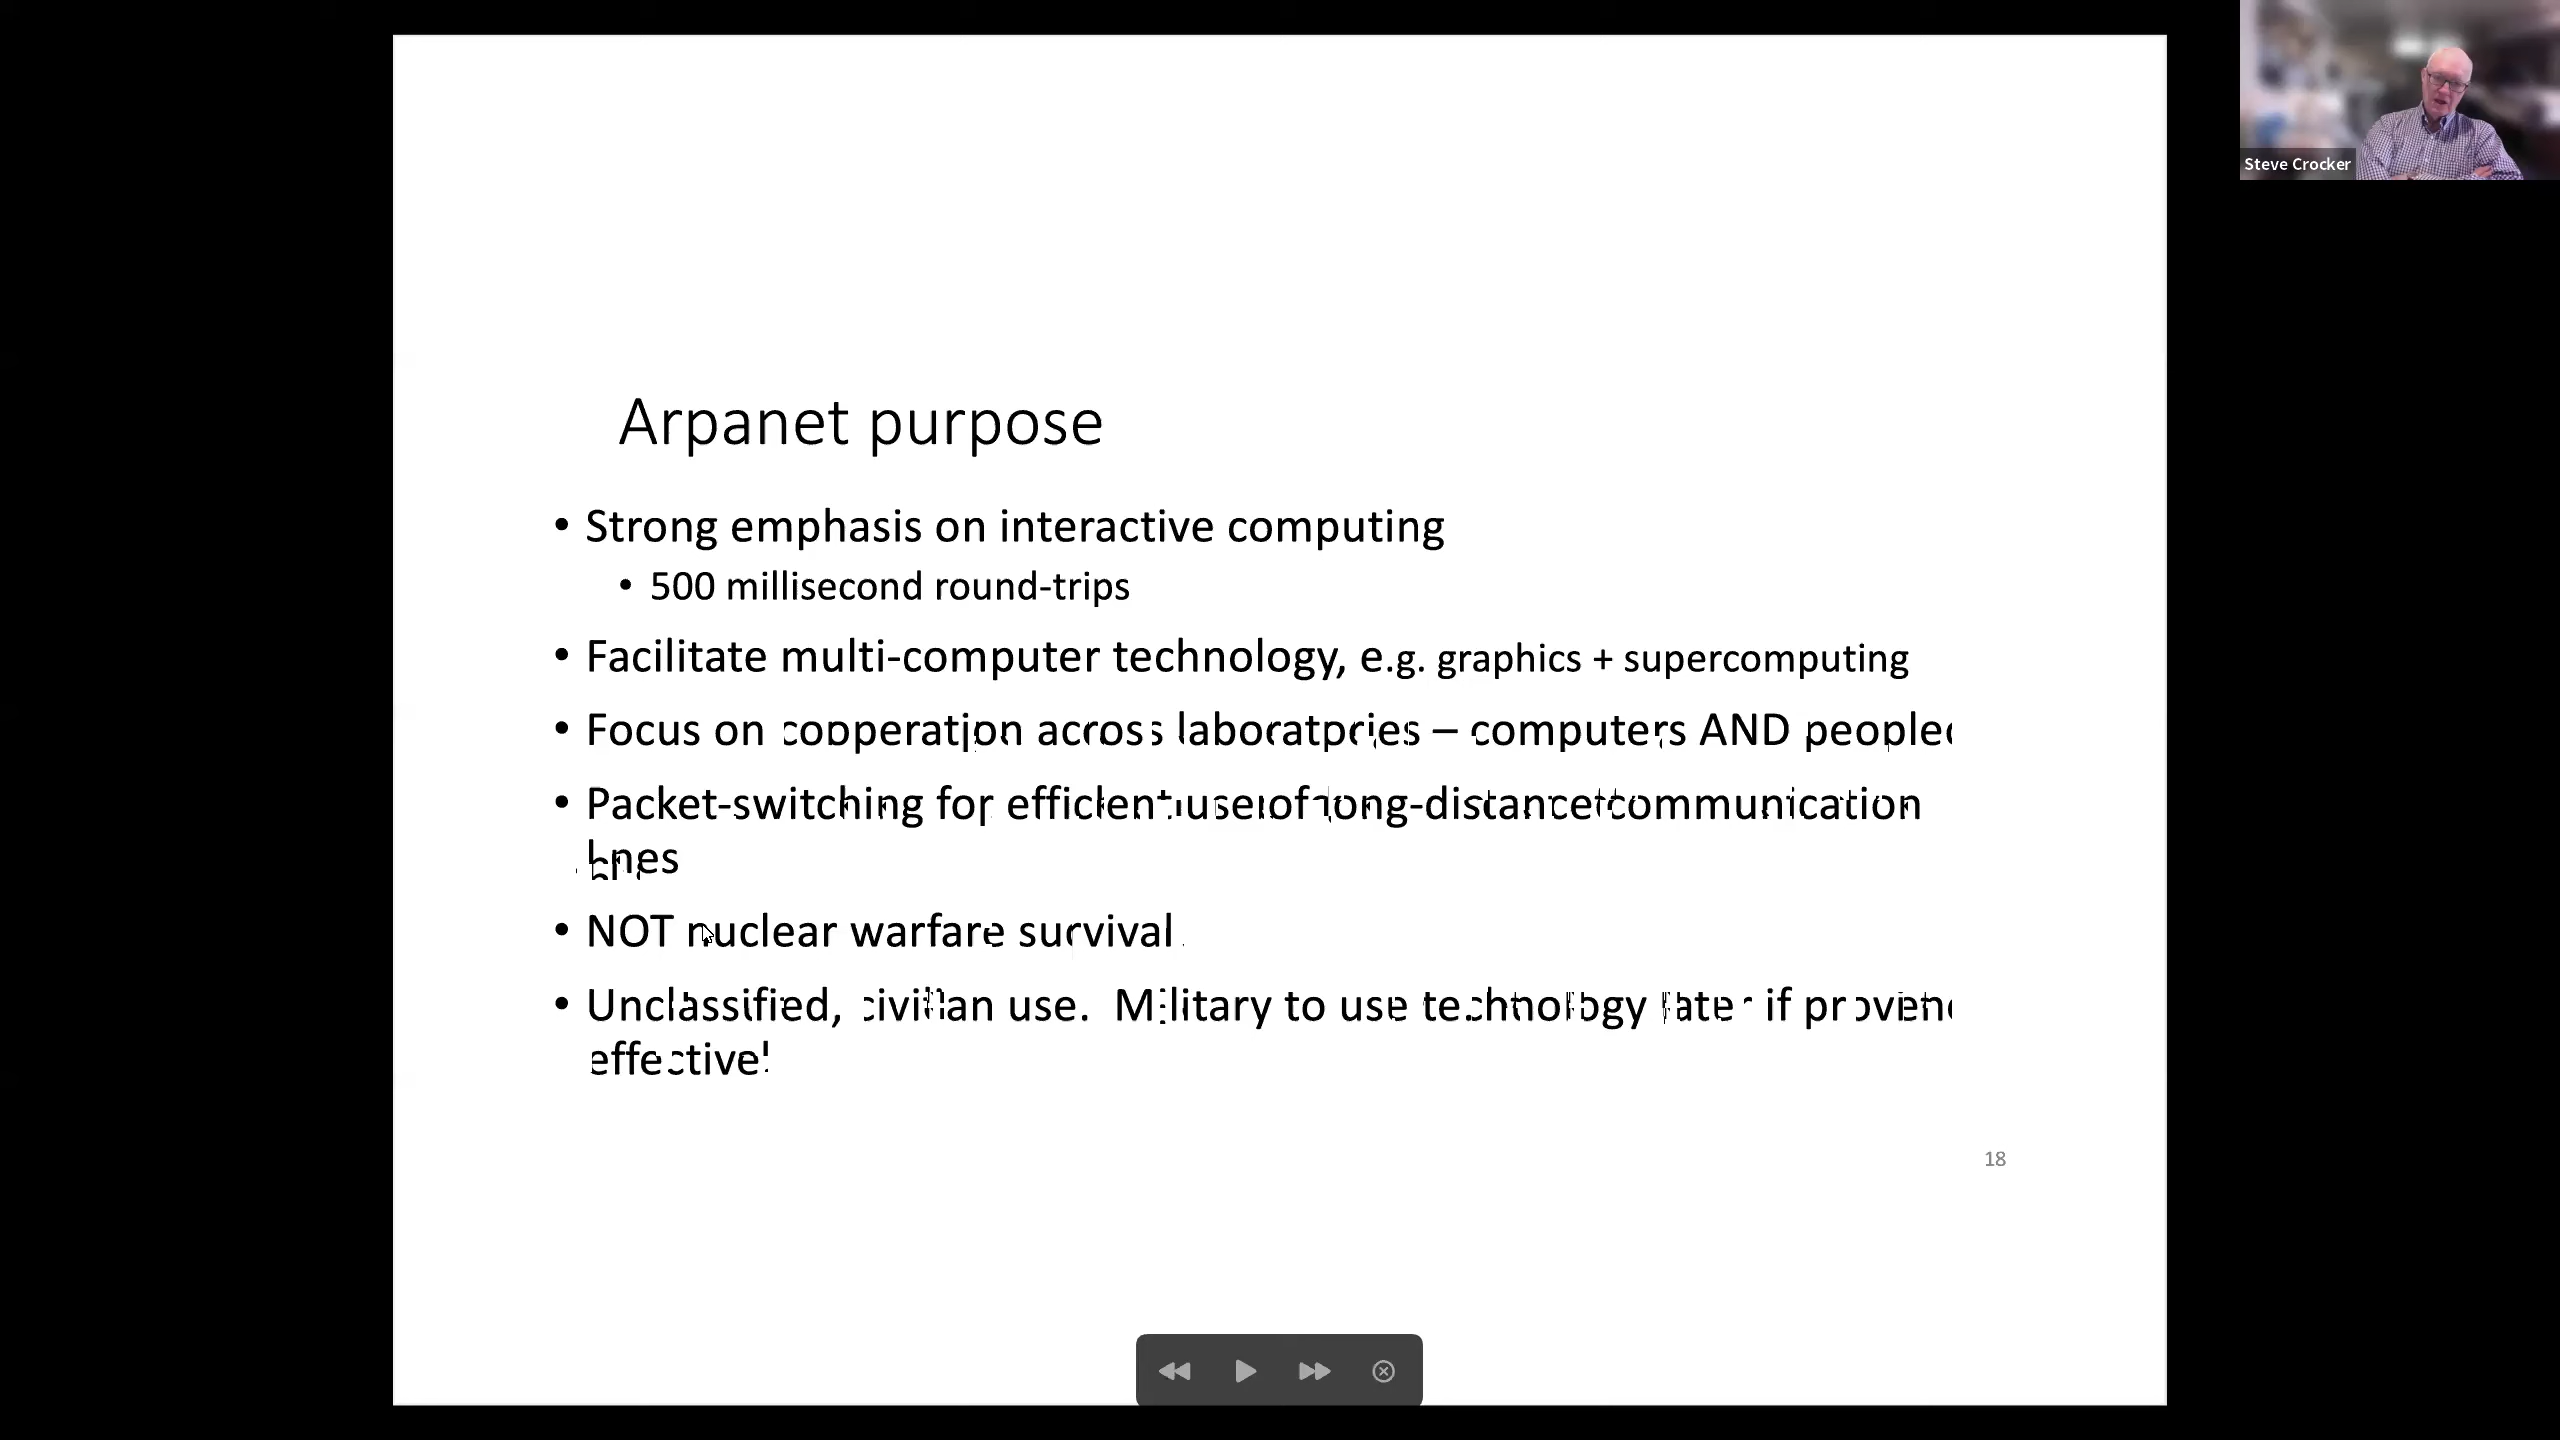 Steve Crocker
Arpanet purpose
• Strong emphasis on interactive computing
• 500 millisecond round-trips
• Facilitate multi-computer technology, e.g. graphics + supercomputing
• Focus on cooperation across laboratories – computers AND people
• Packet-switching for efficient use of long-distance communication
lines
• NOT nuclear warfare survival
• Unclassified, civilian use. Military to use technology later if proven
effective!
18